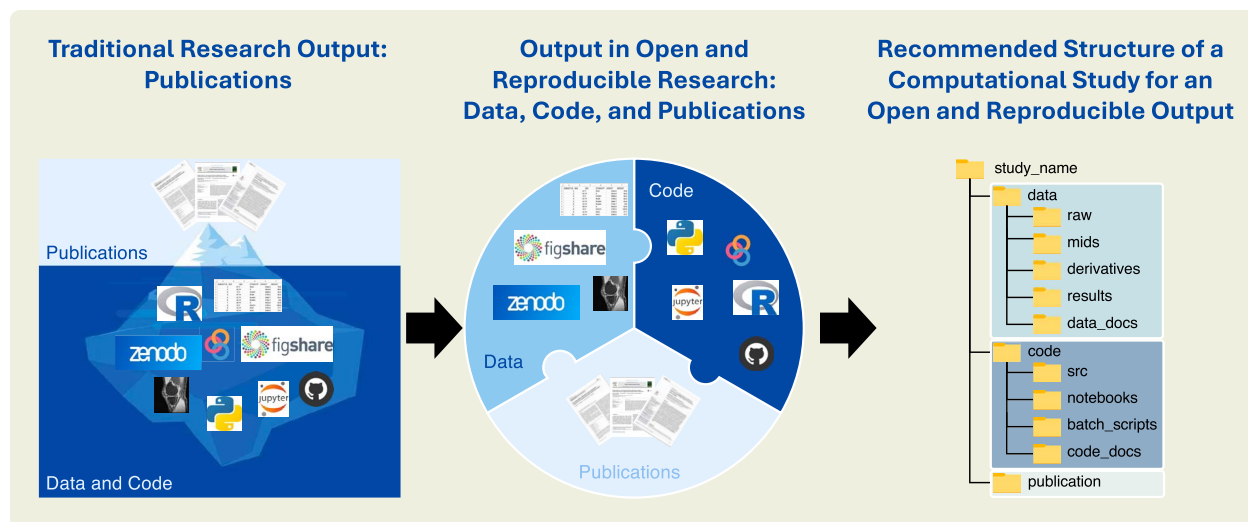 Traditional Research Output:
Publications
Output in Open and
Reproducible Research:
Data, Code, and Publications
Recommended Structure of a
Computational Study for an
Open and Reproducible Output
Publications
R
zenodo
figshare
jupyter
Data and Code
Code
figshare
zenodo
jupyter
R
Data
Publications
study_name
data
raw
mids
derivatives
results
data_docs
code
src
notebooks
batch_scripts
code_docs
publication